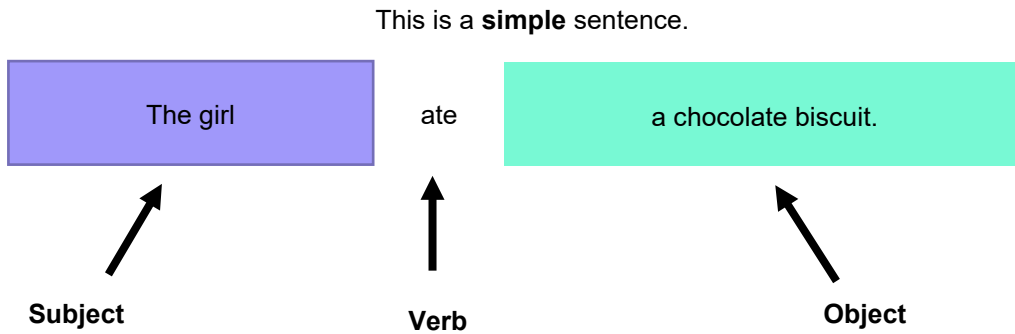 This is a simple sentence.
The girl ate a chocolate biscuit.
Subject Verb Object